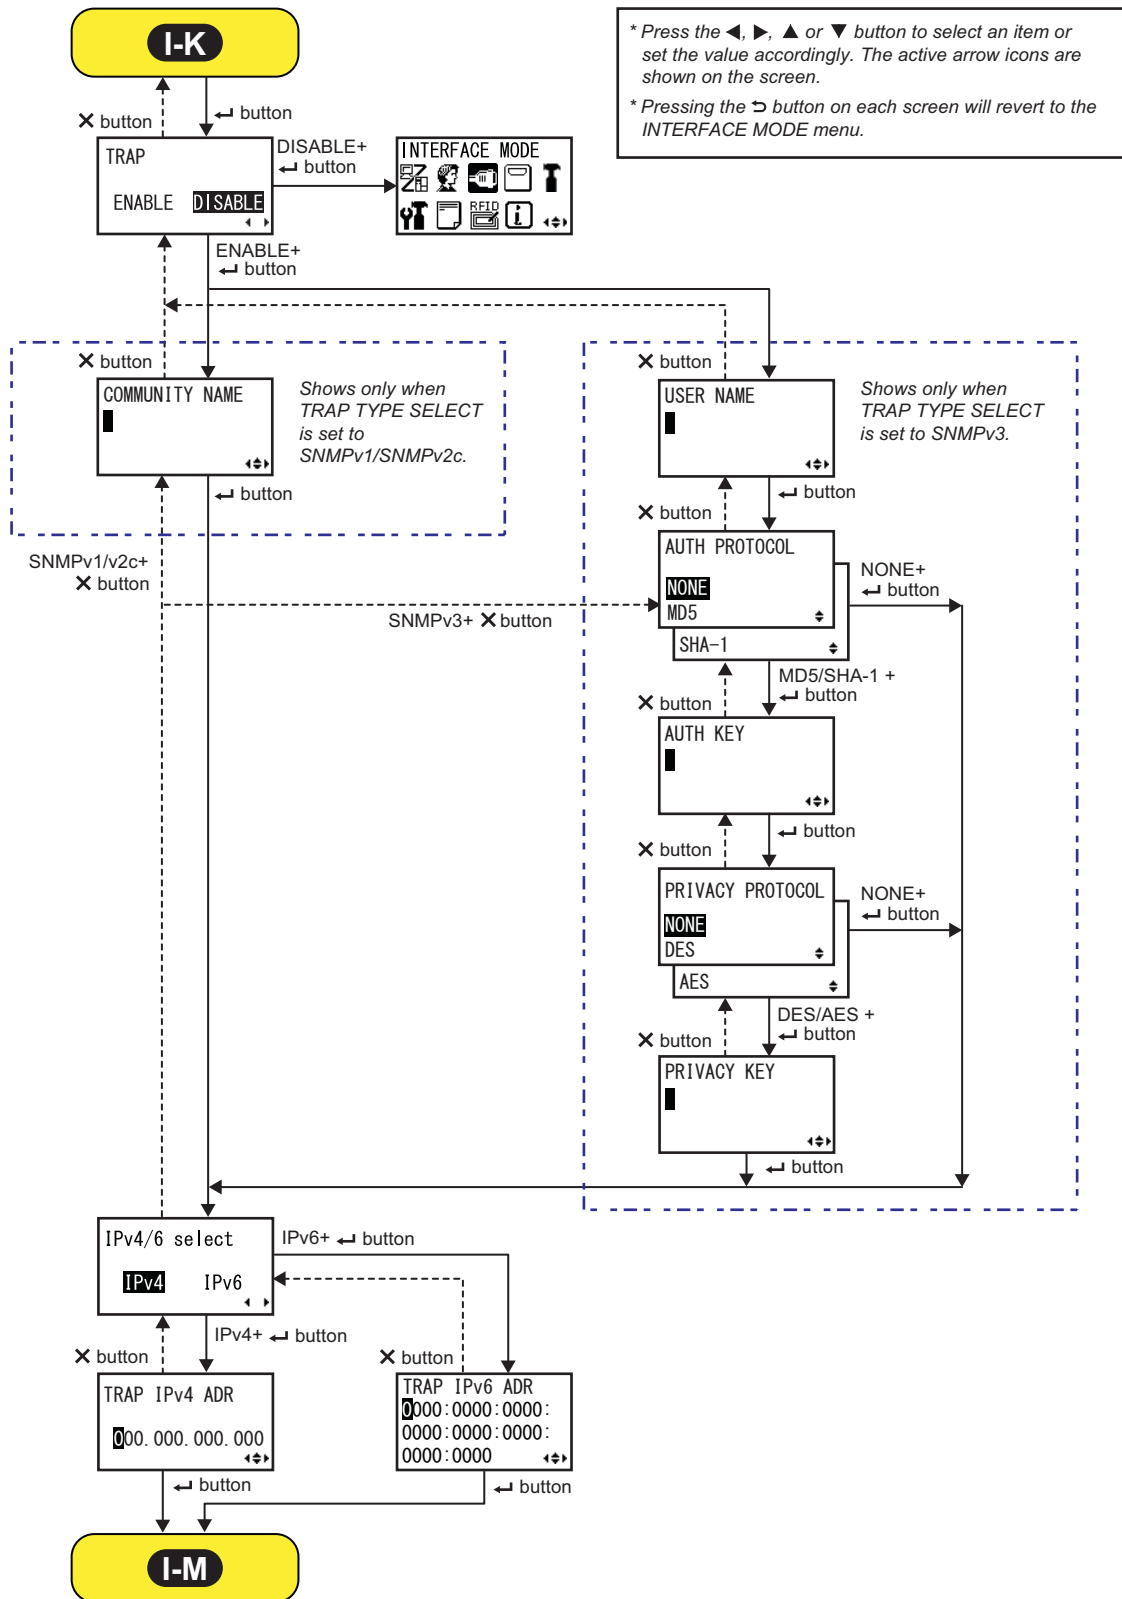 I-K
* Press the ◀, ▶, ▲ or ▼ button to select an item or
set the value accordingly. The active arrow icons are
shown on the screen.
* Pressing the ⮌ button on each screen will revert to the
INTERFACE MODE menu.
✕ button
↵ button
TRAP
ENABLE DISABLE
DISABLE+
↵ button
INTERFACE MODE
RFID
i
ENABLE+
↵ button
✕ button
COMMUNITY NAME
Shows only when
TRAP TYPE SELECT
is set to
SNMPv1/SNMPv2c.
↵ button
✕ button
USER NAME
Shows only when
TRAP TYPE SELECT
is set to SNMPv3.
↵ button
SNMPv1/v2c+
✕ button
SNMPv3+ ✕ button
✕ button
AUTH PROTOCOL
NONE
MD5
SHA-1
NONE+
↵ button
MD5/SHA-1 +
↵ button
✕ button
AUTH KEY
↵ button
✕ button
PRIVACY PROTOCOL
NONE
DES
AES
NONE+
↵ button
DES/AES +
↵ button
✕ button
PRIVACY KEY
↵ button
IPv4/6 select
IPv4 IPv6
IPv6+ ↵ button
IPv4+ ↵ button
✕ button
TRAP IPv4 ADR
000.000.000.000
↵ button
✕ button
TRAP IPv6 ADR
0000:0000:0000:
0000:0000:0000:
0000:0000
↵ button
I-M